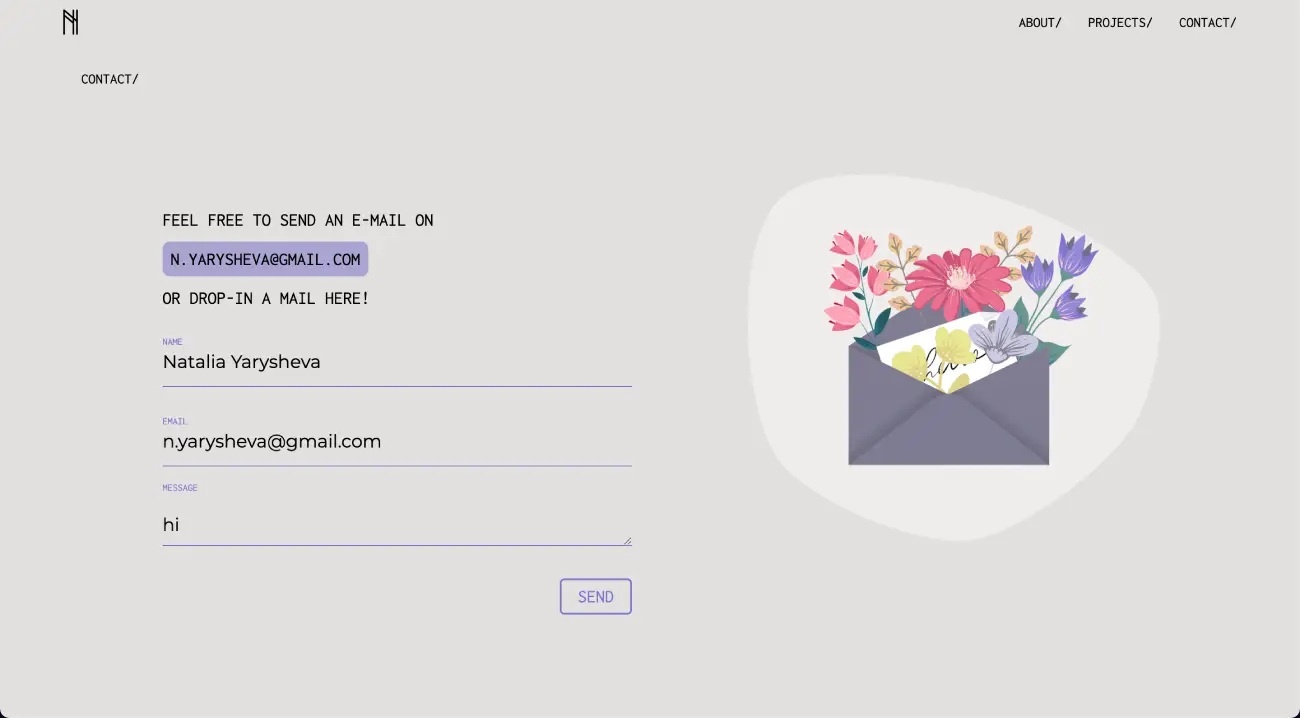 ABOUT/ PROJECTS/ CONTACT/
CONTACT/
FEEL FREE TO SEND AN E-MAIL ON
N.YARYSHEVA@GMAIL.COM
OR DROP-IN A MAIL HERE!
NAME
Natalia Yarysheva
EMAIL
n.yarysheva@gmail.com
MESSAGE
hi
SEND